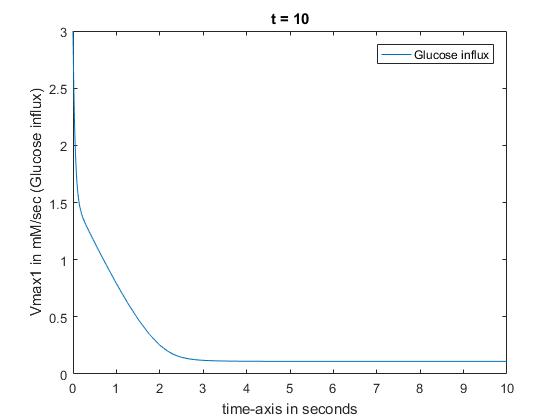 t = 10
Glucose influx
Vmax1 in mM/sec (Glucose influx)
3
2.5
2
1.5
1
0.5
0
0 1 2 3 4 5 6 7 8 9 10
time-axis in seconds